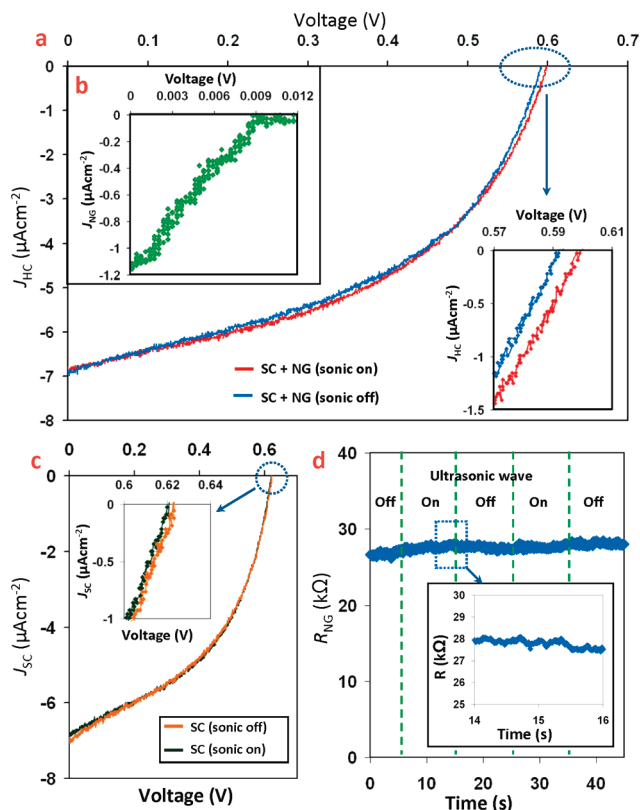 Voltage (V)
a
0 0.1 0.2 0.3 0.4 0.5 0.6 0.7
0
-1
-2
-3
-4
-5
-6
-7
-8
J_HC (µAcm⁻²)
b
Voltage (V)
0 0.003 0.006 0.009 0.012
0
-0.2
-0.4
-0.6
-0.8
-1
-1.2
J_NG (µAcm⁻²)
Voltage (V)
0.57 0.59 0.61
0
-0.5
-1
-1.5
J_HC (µAcm⁻²)
SC + NG (sonic on)
SC + NG (sonic off)
c
0 0.2 0.4 0.6
0
-2
-4
-6
-8
J_SC (µAcm⁻²)
Voltage (V)
0.6 0.62 0.64
0
-0.5
-1
J_SC (µAcm⁻²)
Voltage (V)
SC (sonic off)
SC (sonic on)
d
40
30
20
10
0
R_NG (kΩ)
Ultrasonic wave
Off On Off On Off
28
28
27
26
25
R (kΩ)
14 15 16
Time (s)
0 10 20 30 40
Time (s)